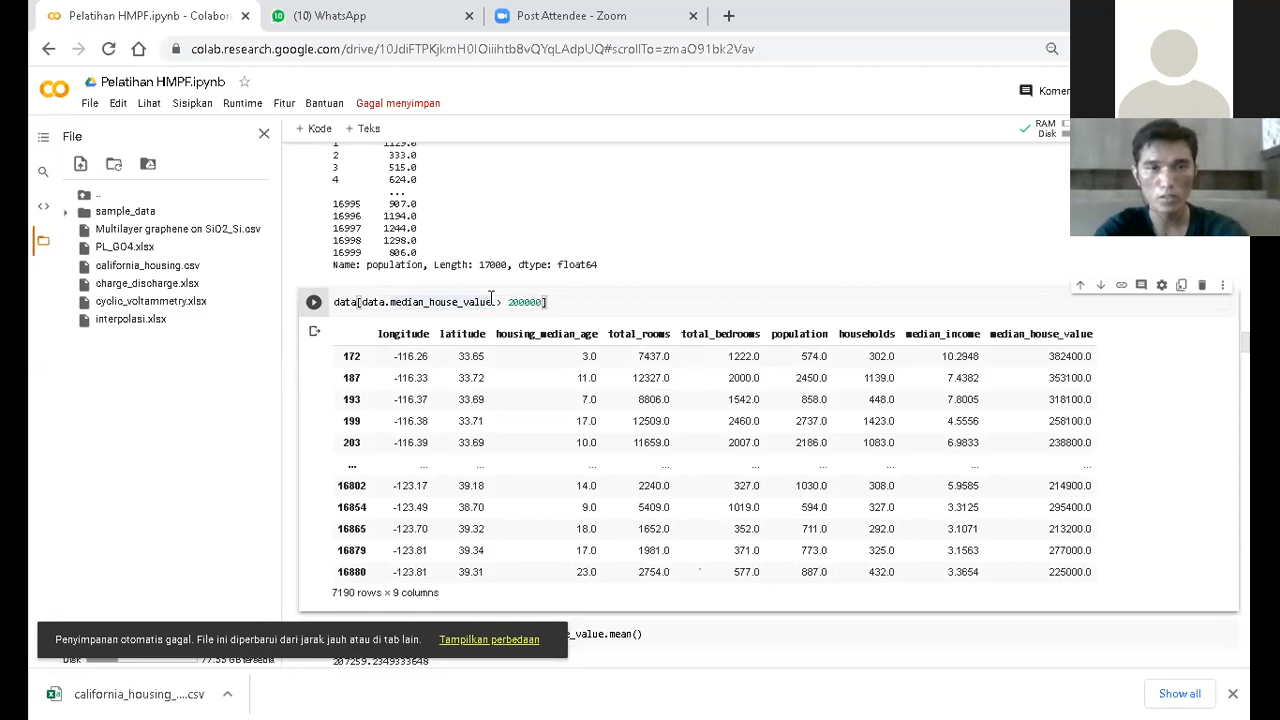 Pelatihan HMPF.ipynb - Colabora
(10) WhatsApp
Post Attendee - Zoom
colab.research.google.com/drive/10JdiFTPKjkmH0IOiiihtb8vQYqLAdpUQ#scrollTo=zmaO91bk2Vav
Pelatihan HMPF.ipynb
File Edit Lihat Sisipkan Runtime Fitur Bantuan Gagal menyimpan
Komen
File
+ Kode + Teks
RAM
Disk
..
sample_data
Multilayer graphene on SiO2_Si.csv
PL_GO4.xlsx
california_housing.csv
charge_discharge.xlsx
cyclic_voltammetry.xlsx
interpolasi.xlsx
1 1129.0
2 333.0
3 515.0
4 624.0
...
16995 907.0
16996 1194.0
16997 1244.0
16998 1298.0
16999 806.0
Name: population, Length: 17000, dtype: float64
data[data.median_house_value > 200000]
longitude latitude housing_median_age total_rooms total_bedrooms population households median_income median_house_value
172 -116.26 33.65 3.0 7437.0 1222.0 574.0 302.0 10.2948 382400.0
187 -116.33 33.72 11.0 12327.0 2000.0 2450.0 1139.0 7.4382 353100.0
193 -116.37 33.69 7.0 8806.0 1542.0 858.0 448.0 7.8005 318100.0
199 -116.38 33.71 17.0 12509.0 2460.0 2737.0 1423.0 4.5556 258100.0
203 -116.39 33.69 10.0 11659.0 2007.0 2186.0 1083.0 6.9833 238800.0
... ... ... ... ... ... ... ... ... ...
16802 -123.17 39.18 14.0 2240.0 327.0 1030.0 308.0 5.9585 214900.0
16854 -123.49 38.70 9.0 5409.0 1019.0 594.0 327.0 3.3125 295400.0
16865 -123.70 39.32 18.0 1652.0 352.0 711.0 292.0 3.1071 213200.0
16879 -123.81 39.34 17.0 1981.0 371.0 773.0 325.0 3.1563 277000.0
16880 -123.81 39.31 23.0 2754.0 577.0 887.0 432.0 3.3654 225000.0
7190 rows × 9 columns
e_value.mean()
Penyimpanan otomatis gagal. File ini diperbarui dari jarak jauh atau di tab lain. Tampilkan perbedaan
Disk
207259.2349333648
california_housing_....csv
Show all